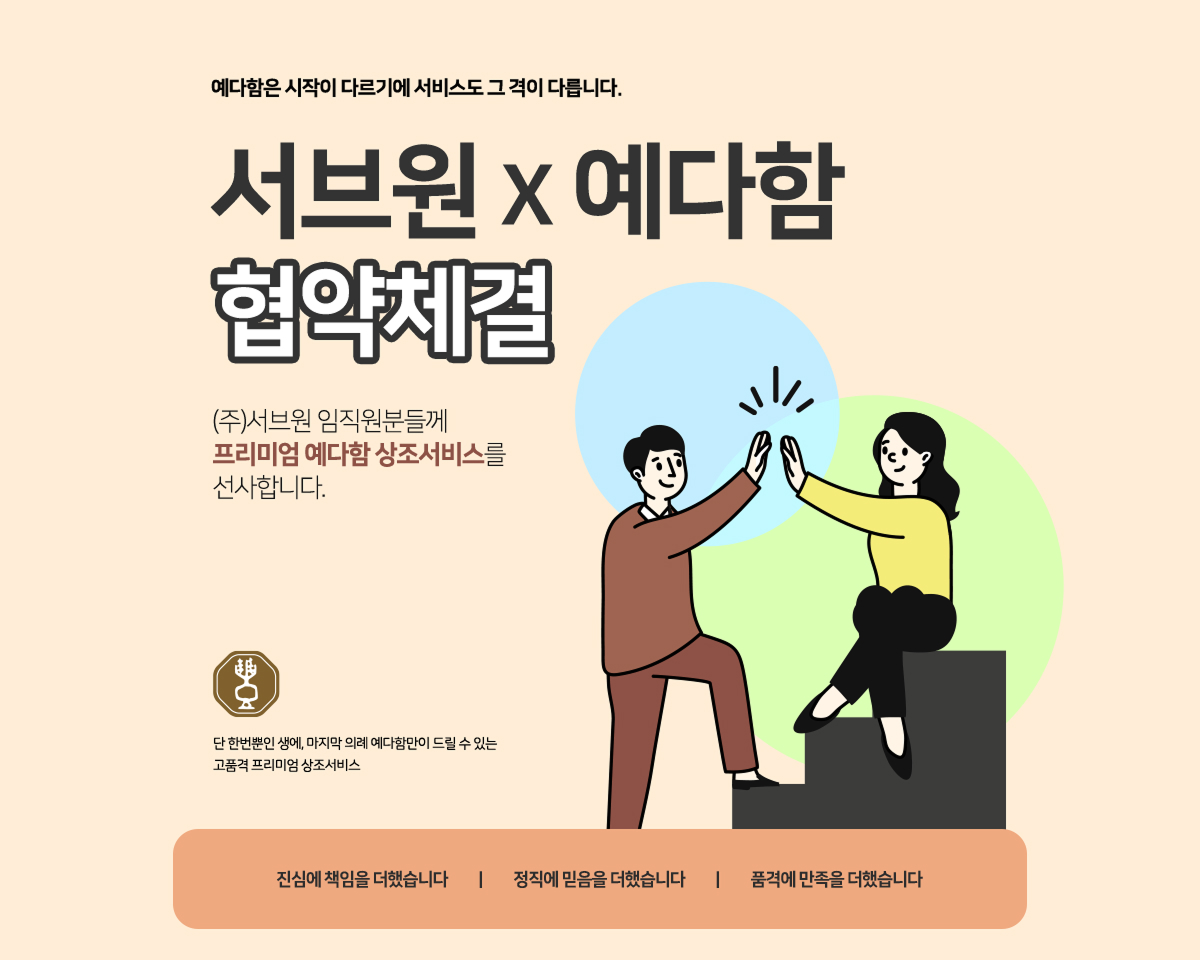 예다함은 시작이 다르기에 서비스도 그 격이 다릅니다.
서브원 x 예다함
협약체결
(주)서브원 임직원분들께
프리미엄 예다함 상조서비스를
선사합니다.
단 한번뿐인 생에, 마지막 의례 예다함만이 드릴 수 있는
고품격 프리미엄 상조서비스
진심에 책임을 더했습니다 | 정직에 믿음을 더했습니다 | 품격에 만족을 더했습니다